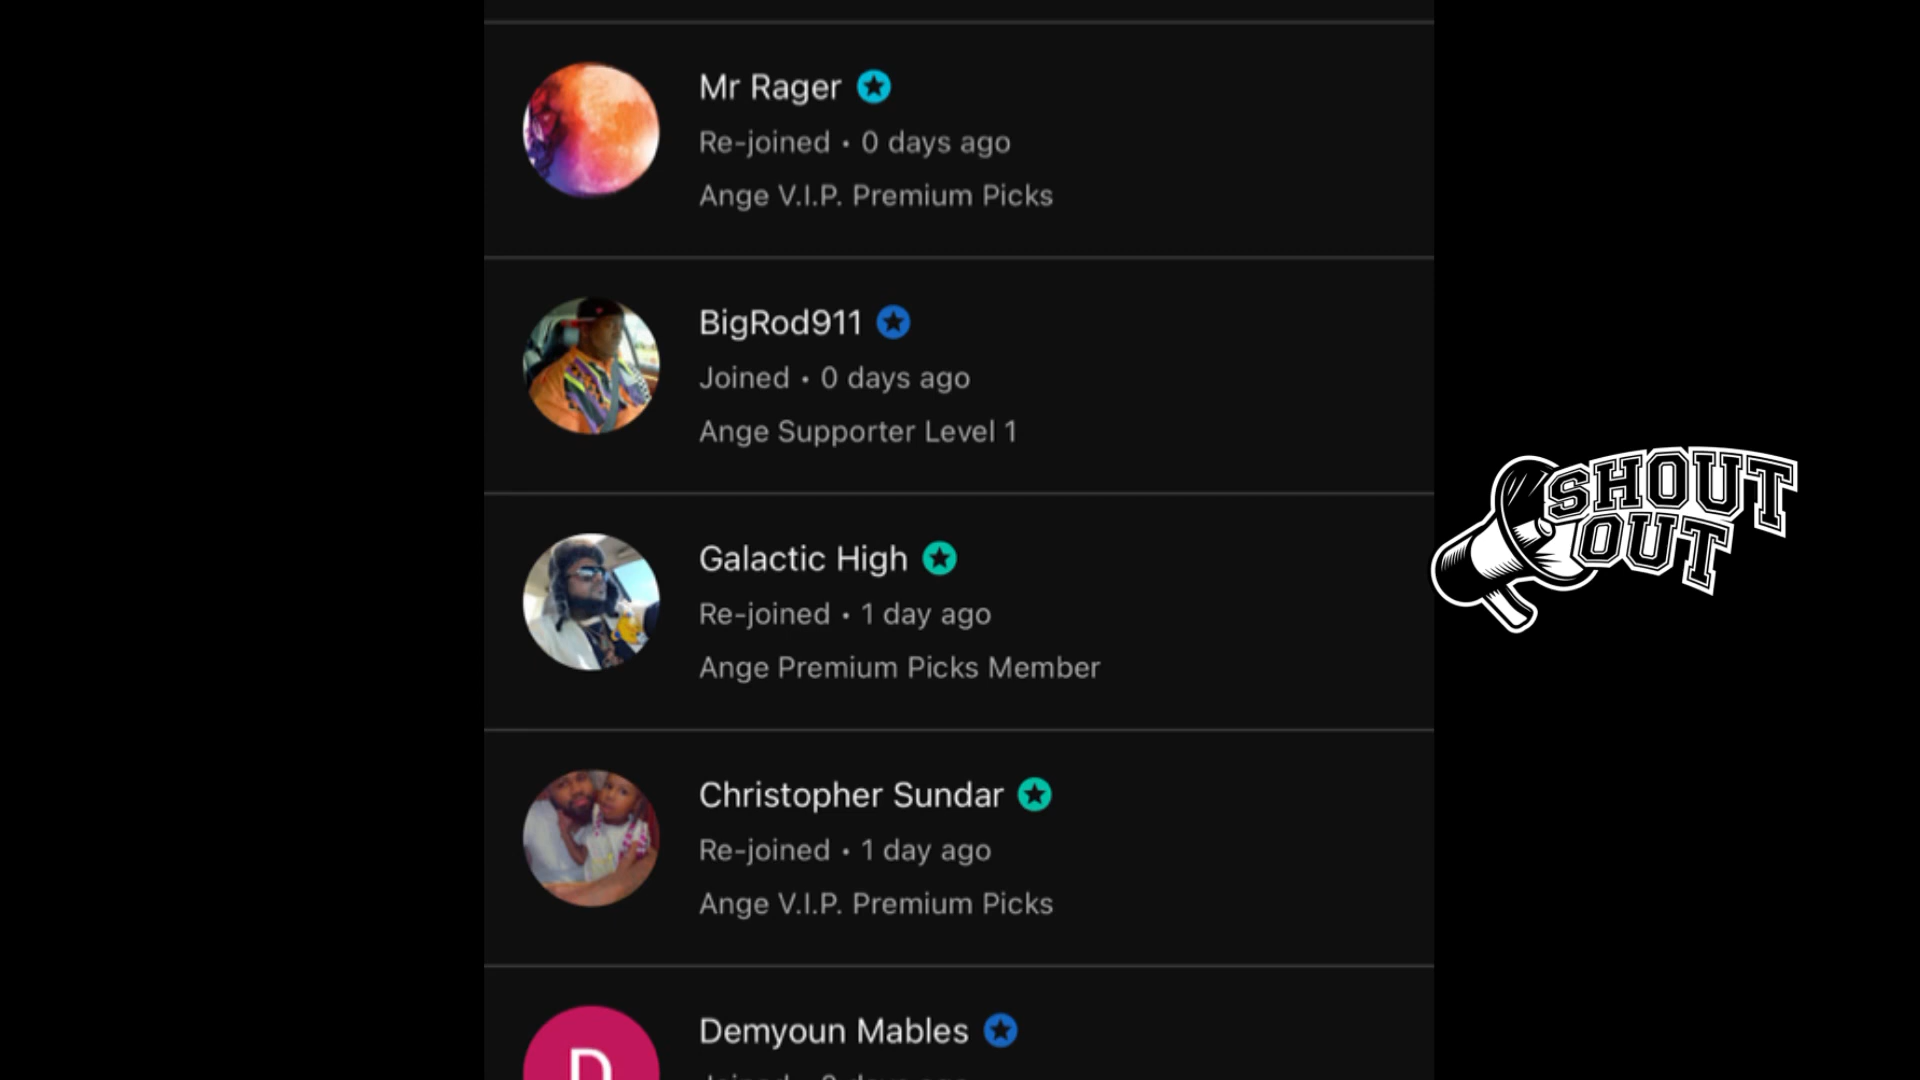 Mr Rager
Re-joined • 0 days ago
Ange V.I.P. Premium Picks
BigRod911
Joined • 0 days ago
Ange Supporter Level 1
Galactic High
Re-joined • 1 day ago
Ange Premium Picks Member
Christopher Sundar
Re-joined • 1 day ago
Ange V.I.P. Premium Picks
D
Demyoun Mables
SHOUT
OUT